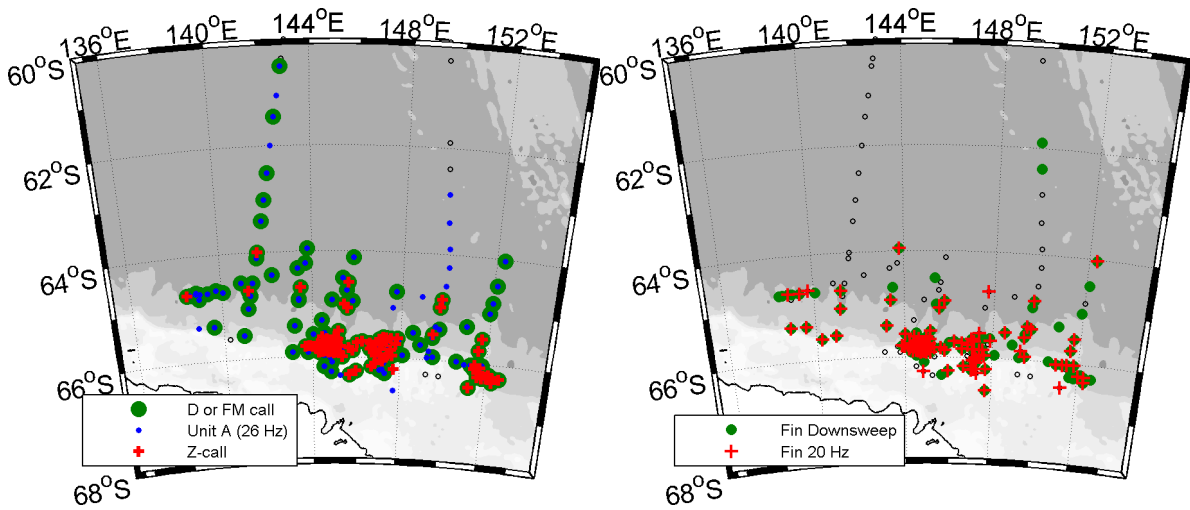 136°E 140°E 144°E 148°E 152°E
60°S
62°S
64°S
66°S
68°S
D or FM call
Unit A (26 Hz)
Z-call
136°E 140°E 144°E 148°E 152°E
60°S
62°S
64°S
66°S
68°S
Fin Downsweep
Fin 20 Hz